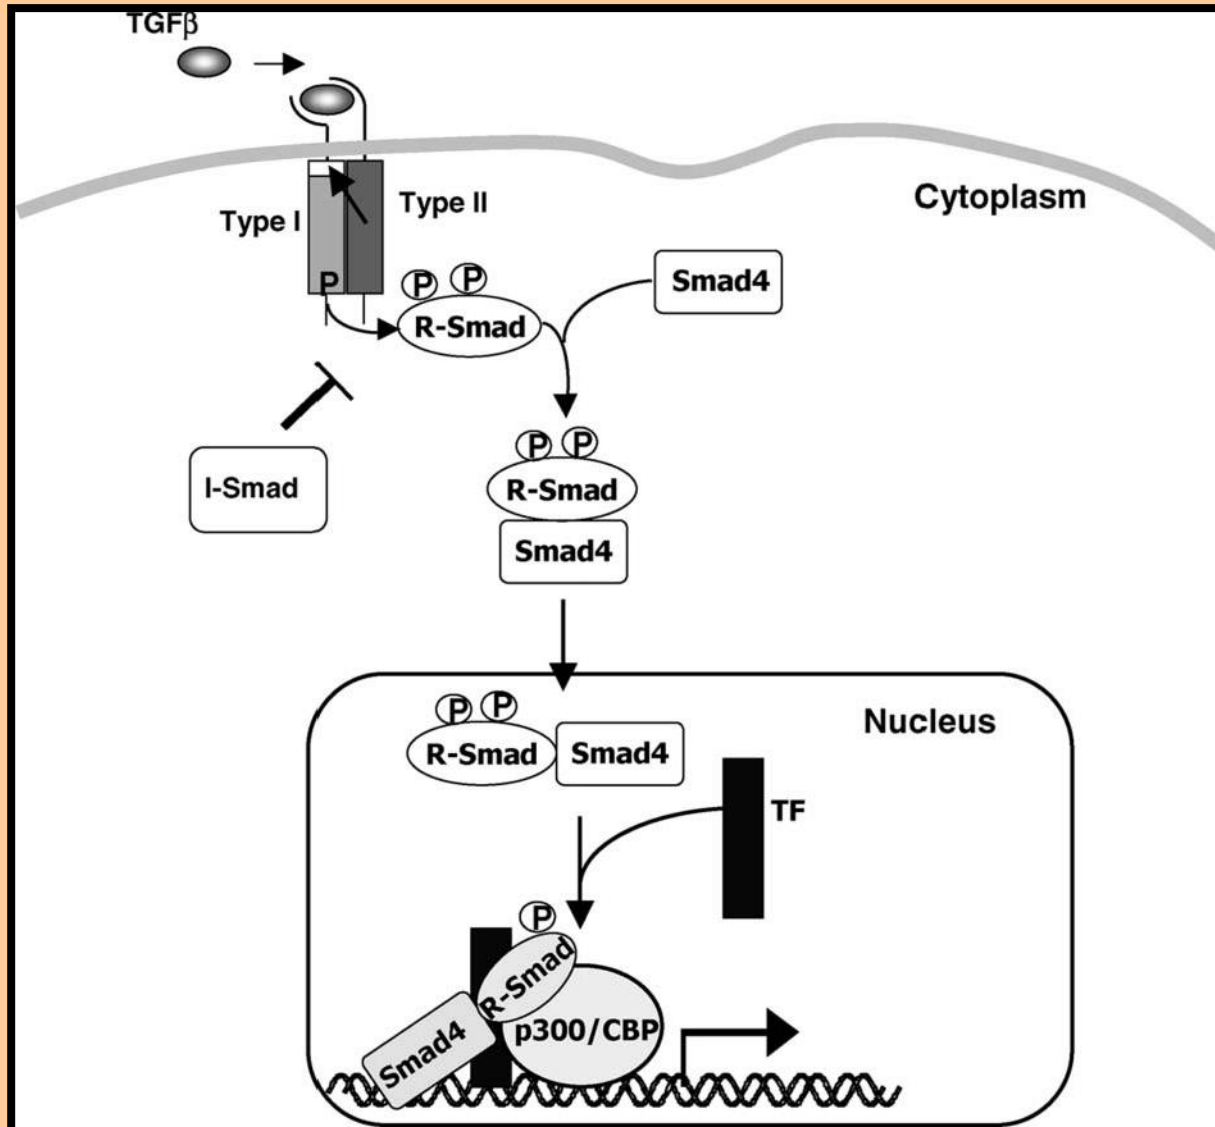 TGFβ
Cytoplasm
Type I
Type II
P
P
P
R-Smad
Smad4
I-Smad
P
P
R-Smad
Smad4
Nucleus
P
P
R-Smad
Smad4
TF
P
R-Smad
Smad4
p300/CBP